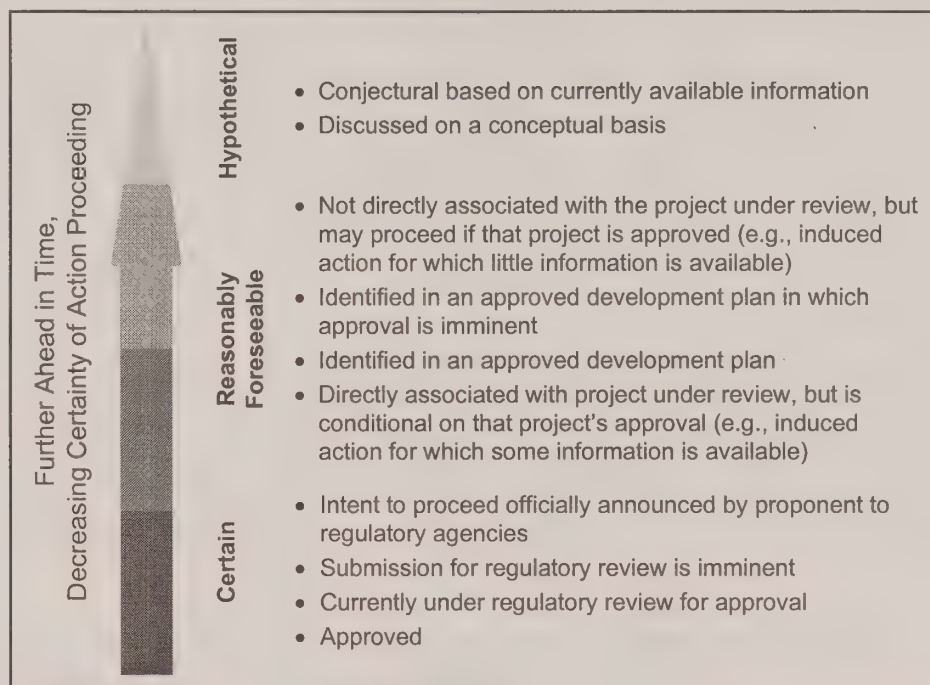 Further Ahead in Time,
Decreasing Certainty of Action Proceeding
Hypothetical
• Conjectural based on currently available information
• Discussed on a conceptual basis
Reasonably
Foreseeable
• Not directly associated with the project under review, but
may proceed if that project is approved (e.g., induced
action for which little information is available)
• Identified in an approved development plan in which
approval is imminent
• Identified in an approved development plan
• Directly associated with project under review, but is
conditional on that project's approval (e.g., induced
action for which some information is available)
Certain
• Intent to proceed officially announced by proponent to
regulatory agencies
• Submission for regulatory review is imminent
• Currently under regulatory review for approval
• Approved